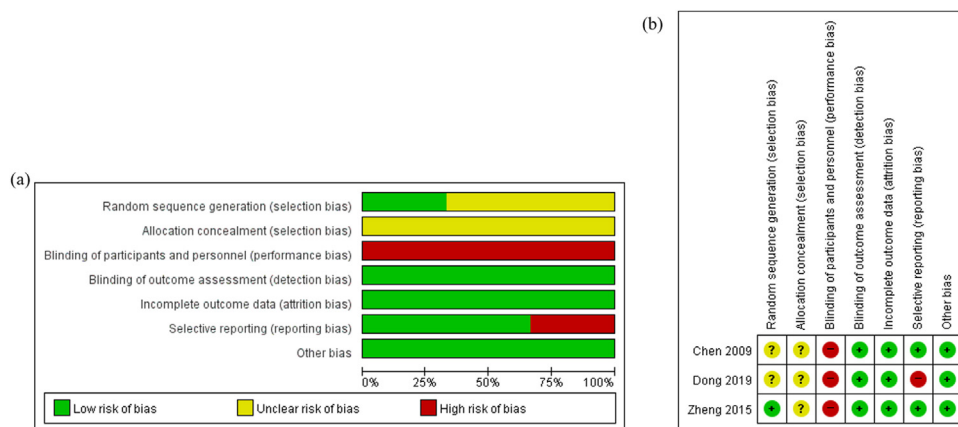 (a)
Random sequence generation (selection bias)
Allocation concealment (selection bias)
Blinding of participants and personnel (performance bias)
Blinding of outcome assessment (detection bias)
Incomplete outcome data (attrition bias)
Selective reporting (reporting bias)
Other bias
0% 25% 50% 75% 100%
Low risk of bias Unclear risk of bias High risk of bias
(b)
Random sequence generation (selection bias)
Allocation concealment (selection bias)
Blinding of participants and personnel (performance bias)
Blinding of outcome assessment (detection bias)
Incomplete outcome data (attrition bias)
Selective reporting (reporting bias)
Other bias
Chen 2009 ? ? - + + + +
Dong 2019 ? ? - + + - +
Zheng 2015 + ? - + + + +